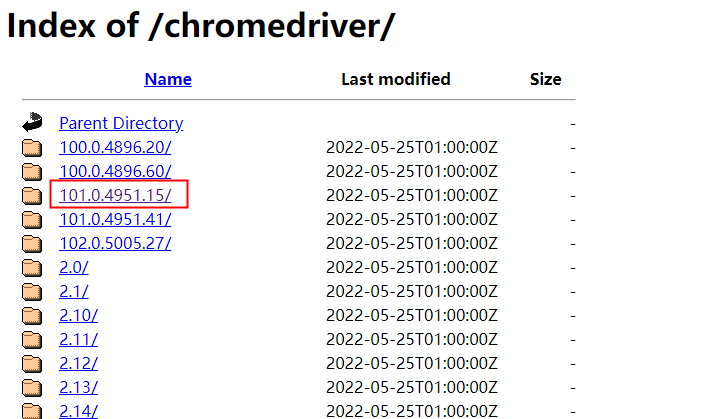 Index of /chromedriver/
Name Last modified Size
Parent Directory -
100.0.4896.20/ 2022-05-25T01:00:00Z -
100.0.4896.60/ 2022-05-25T01:00:00Z -
101.0.4951.15/ 2022-05-25T01:00:00Z -
101.0.4951.41/ 2022-05-25T01:00:00Z -
102.0.5005.27/ 2022-05-25T01:00:00Z -
2.0/ 2022-05-25T01:00:00Z -
2.1/ 2022-05-25T01:00:00Z -
2.10/ 2022-05-25T01:00:00Z -
2.11/ 2022-05-25T01:00:00Z -
2.12/ 2022-05-25T01:00:00Z -
2.13/ 2022-05-25T01:00:00Z -
2.14/ 2022-05-25T01:00:00Z -